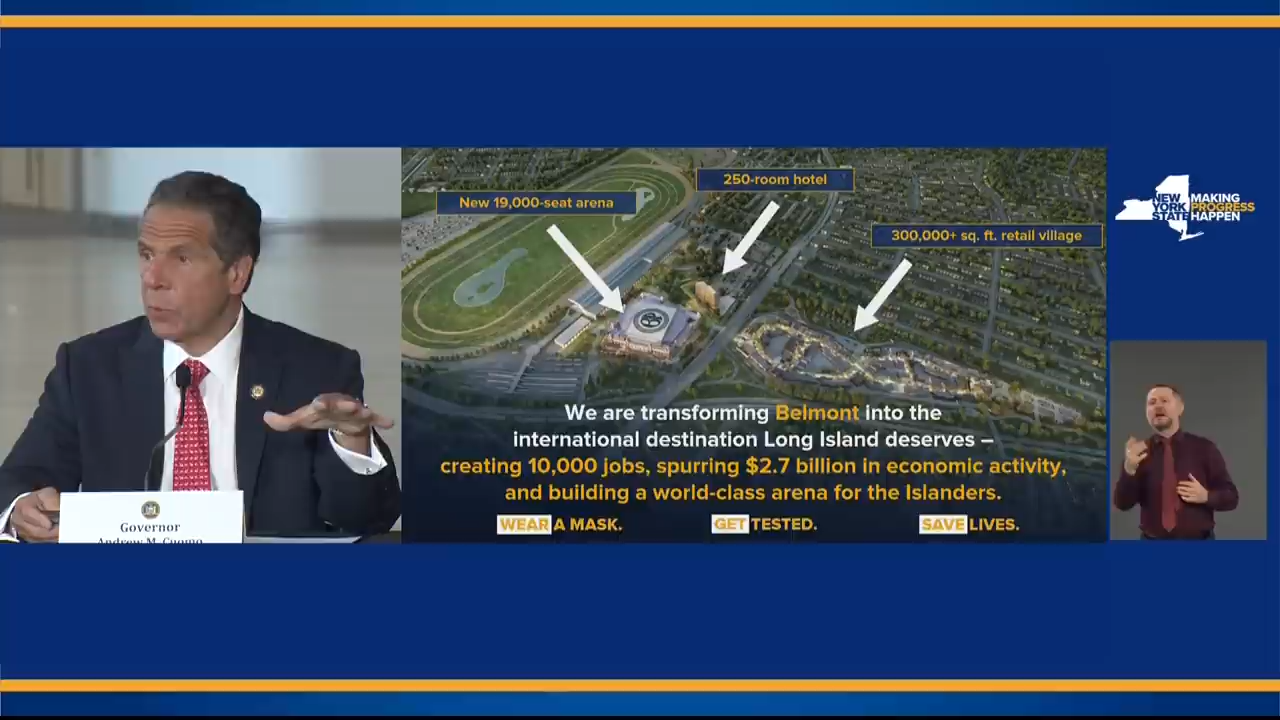 New 19,000-seat arena
250-room hotel
300,000+ sq. ft. retail village
We are transforming Belmont into the
international destination Long Island deserves –
creating 10,000 jobs, spurring $2.7 billion in economic activity,
and building a world-class arena for the Islanders.
WEAR A MASK. GET TESTED. SAVE LIVES.
Governor
Andrew M. Cuomo
NEW YORK STATE
MAKING
PROGRESS
HAPPEN